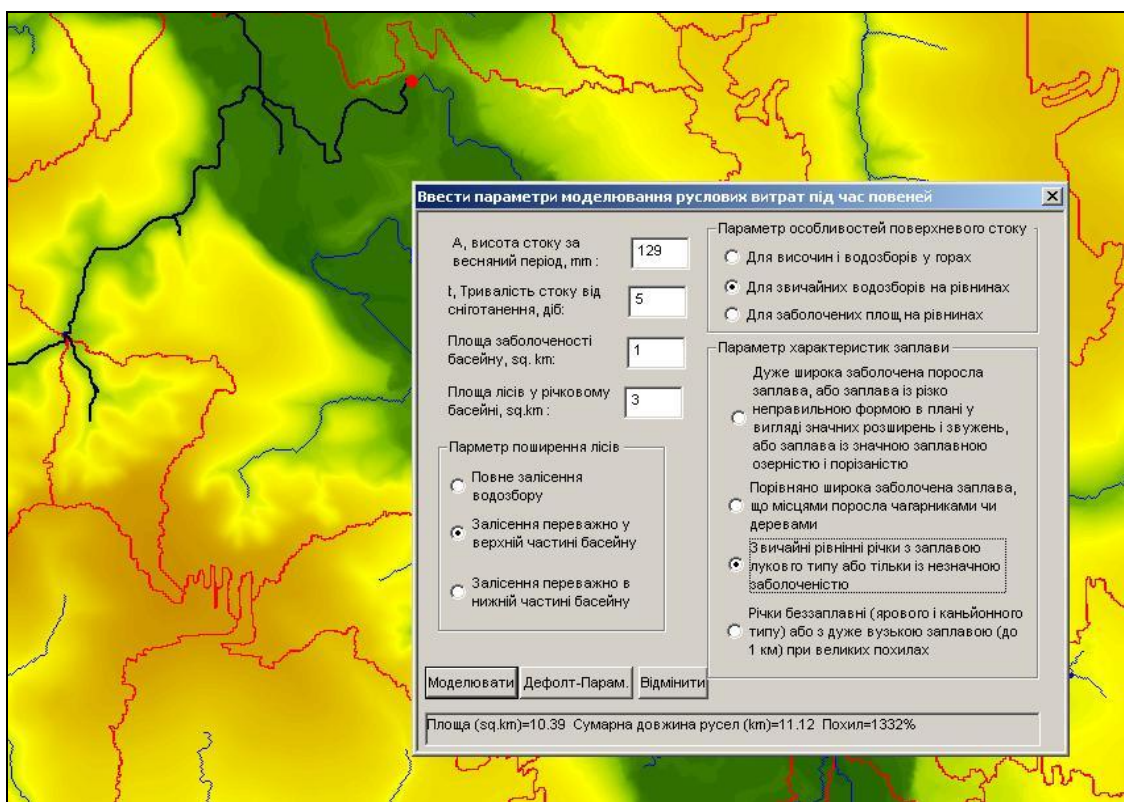 Ввести параметри моделювання руслових витрат під час повеней
A, висота стоку за
весняний період, mm :
129
t, Тривалість стоку від
сніготанення, діб:
5
Площа заболоченості
басейну, sq. km:
1
Площа лісів у річковому
басейні, sq.km :
3
Парметр поширення лісів
Повне залісення
водозбору
Залісення переважно у
верхній частині басейну
Залісення переважно в
нижній частині басейну
Параметр особливостей поверхневого стоку
Для височин і водозборів у горах
Для звичайних водозборів на рівнинах
Для заболочених площ на рівнинах
Параметр характеристик заплави
Дуже широка заболочена поросла
заплава, або заплава із різко
неправильною формою в плані у
вигляді значних розширень і звужень,
або заплава із значною заплавною
озерністю і порізаністю
Порівняно широка заболочена заплава,
що місцями поросла чагарниками чи
деревами
Звичайні рівнінні річки з заплавою
лукового типу або тільки із незначною
заболоченістю
Річки беззаплавні (ярового і каньйонного
типу) або з дуже вузькою заплавою (до
1 км) при великих похилах
Моделювати Дефолт-Парам. Відмінити
Площа (sq.km)=10.39 Сумарна довжина русел (km)=11.12 Похил=1332%